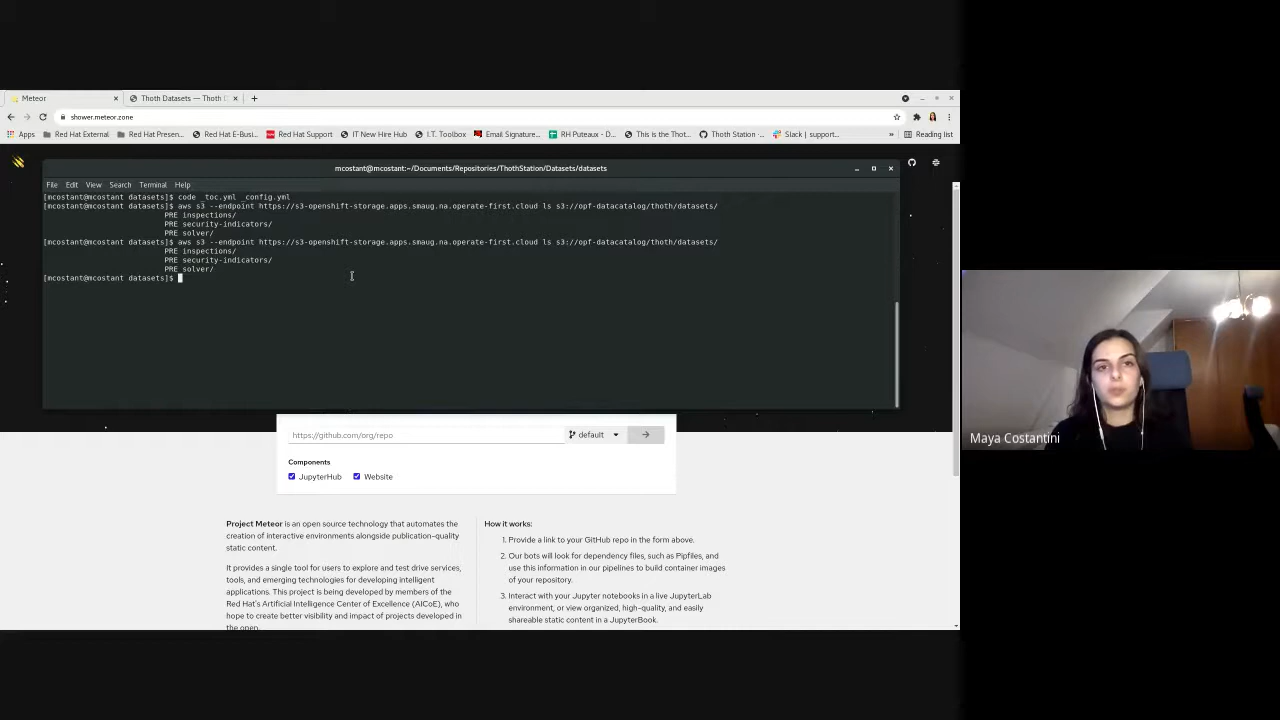 Meteor
Thoth Datasets — Thoth D
shower.meteor.zone
Apps
Red Hat External
Red Hat Presen...
Red Hat E-Busi...
Red Hat Support
IT New Hire Hub
I.T. Toolbox
Email Signature...
RH Puteaux - D...
This is the Thot...
Thoth Station ·...
Slack | support...
»
Reading list
mcostant@mcostant:~/Documents/Repositories/ThothStation/Datasets/datasets
File Edit View Search Terminal Help
[mcostant@mcostant datasets]$ code _toc.yml _config.yml
[mcostant@mcostant datasets]$ aws s3 --endpoint https://s3-openshift-storage.apps.smaug.na.operate-first.cloud ls s3://opf-datacatalog/thoth/datasets/
PRE inspections/
PRE security-indicators/
PRE solver/
[mcostant@mcostant datasets]$ aws s3 --endpoint https://s3-openshift-storage.apps.smaug.na.operate-first.cloud ls s3://opf-datacatalog/thoth/datasets/
PRE inspections/
PRE security-indicators/
PRE solver/
[mcostant@mcostant datasets]$
https://github.com/org/repo
default
Components
JupyterHub
Website
Project Meteor is an open source technology that automates the
creation of interactive environments alongside publication-quality
static content.
It provides a single tool for users to explore and test drive services,
tools, and emerging technologies for developing intelligent
applications. This project is being developed by members of the
Red Hat's Artificial Intelligence Center of Excellence (AICoE), who
hope to create better visibility and impact of projects developed in
the open.
How it works:
1. Provide a link to your GitHub repo in the form above.
2. Our bots will look for dependency files, such as Pipfiles, and
use this information in our pipelines to build container images
of your repository.
3. Interact with your Jupyter notebooks in a live JupyterLab
environment, or view organized, high-quality, and easily
shareable static content in a JupyterBook.
Maya Costantini